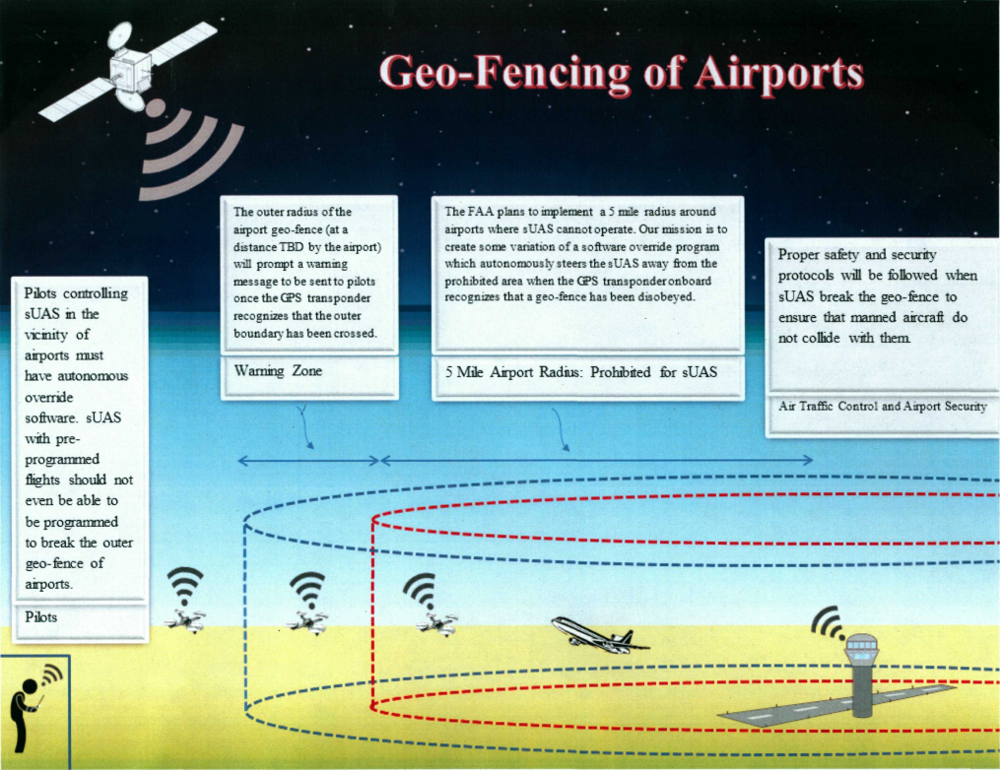 Geo-Fencing of Airports
Pilots controlling
sUAS in the
vicinity of
airports must
have autonomous
override
software. sUAS
with pre-
programmed
flights should not
even be able to
be programmed
to break the outer
geo-fence of
airports.
Pilots
The outer radius of the
airport geo-fence (at a
distance TBD by the airport)
will prompt a warning
message to be sent to pilots
once the GPS transponder
recognizes that the outer
boundary has been crossed.
Warning Zone
The FAA plans to implement a 5 mile radius around
airports where sUAS cannot operate. Our mission is to
create some variation of a software override program
which autonomously steers the sUAS away from the
prohibited area when the GPS transponder onboard
recognizes that a geo-fence has been disobeyed.
5 Mile Airport Radius: Prohibited for sUAS
Proper safety and security
protocols will be followed when
sUAS break the geo-fence to
ensure that manned aircraft do
not collide with them.
Air Traffic Control and Airport Security